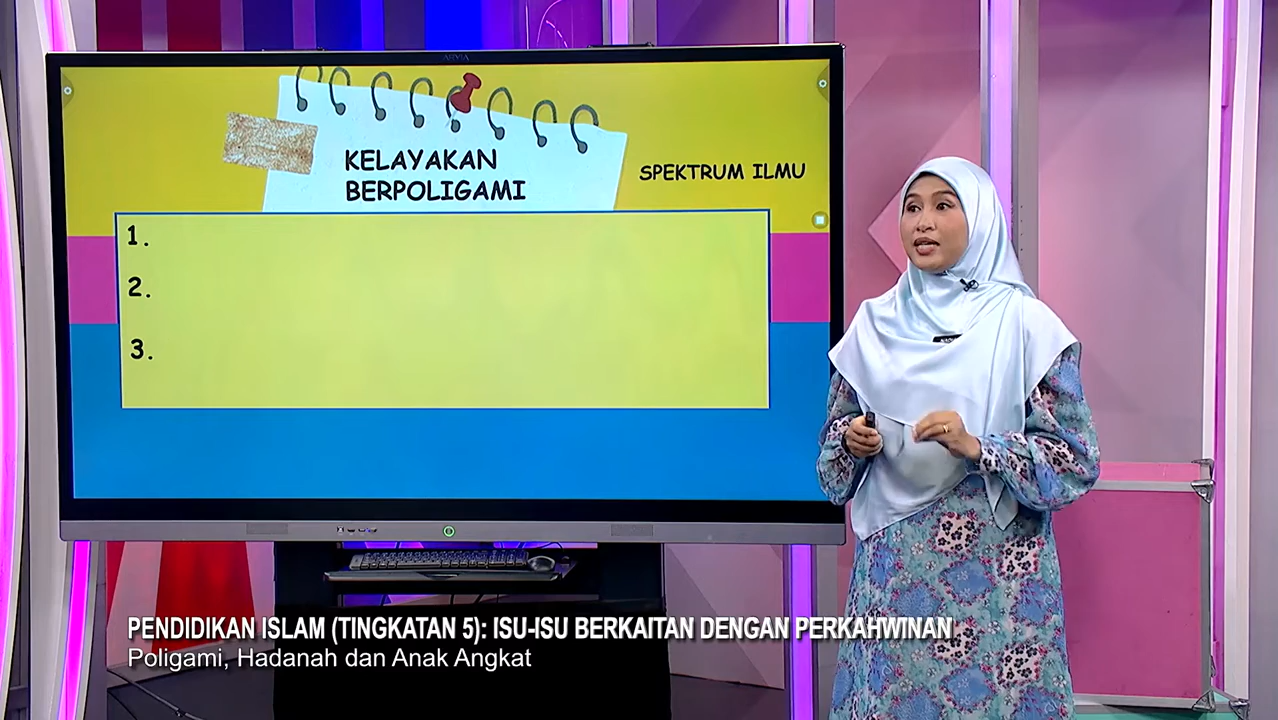 KELAYAKAN
BERPOLIGAMI
SPEKTRUM ILMU
1.
2.
3.
PENDIDIKAN ISLAM (TINGKATAN 5): ISU-ISU BERKAITAN DENGAN PERKAHWINAN
Poligami, Hadanah dan Anak Angkat